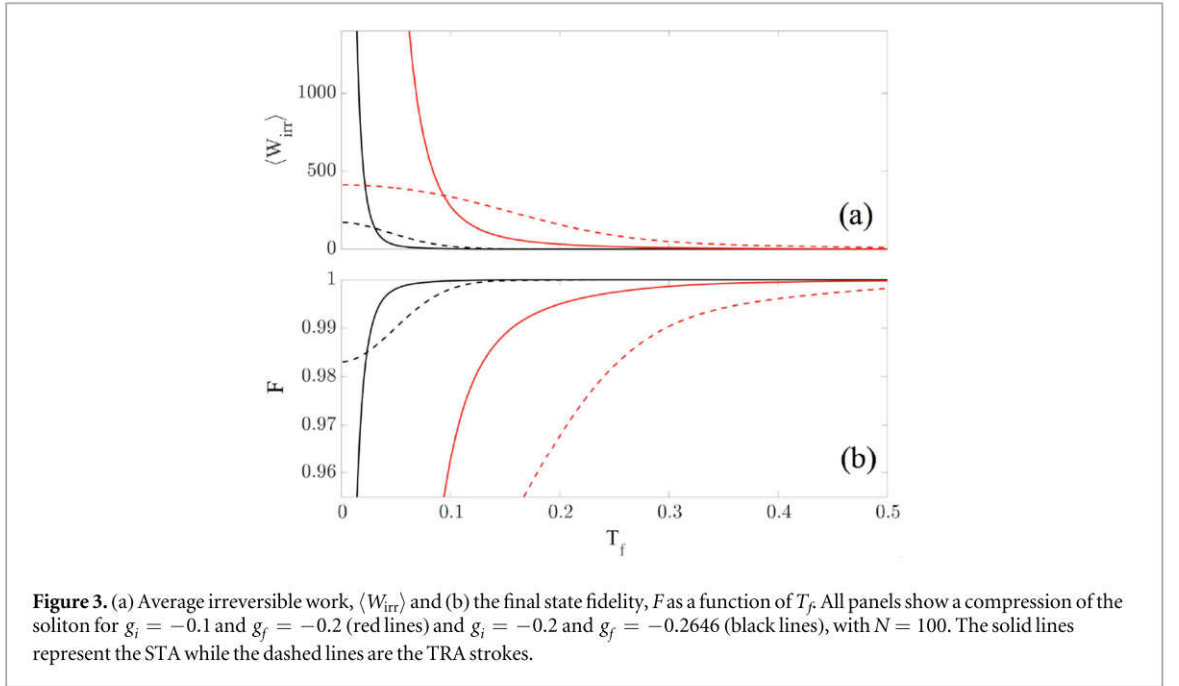 1000
500
0
⟨W_irr⟩
(a)
1
0.99
0.98
0.97
0.96
F
(b)
0 0.1 0.2 0.3 0.4 0.5
T_f
Figure 3. (a) Average irreversible work, ⟨W_irr⟩ and (b) the final state fidelity, F as a function of T_f. All panels show a compression of the
soliton for g_i = −0.1 and g_f = −0.2 (red lines) and g_i = −0.2 and g_f = −0.2646 (black lines), with N = 100. The solid lines
represent the STA while the dashed lines are the TRA strokes.